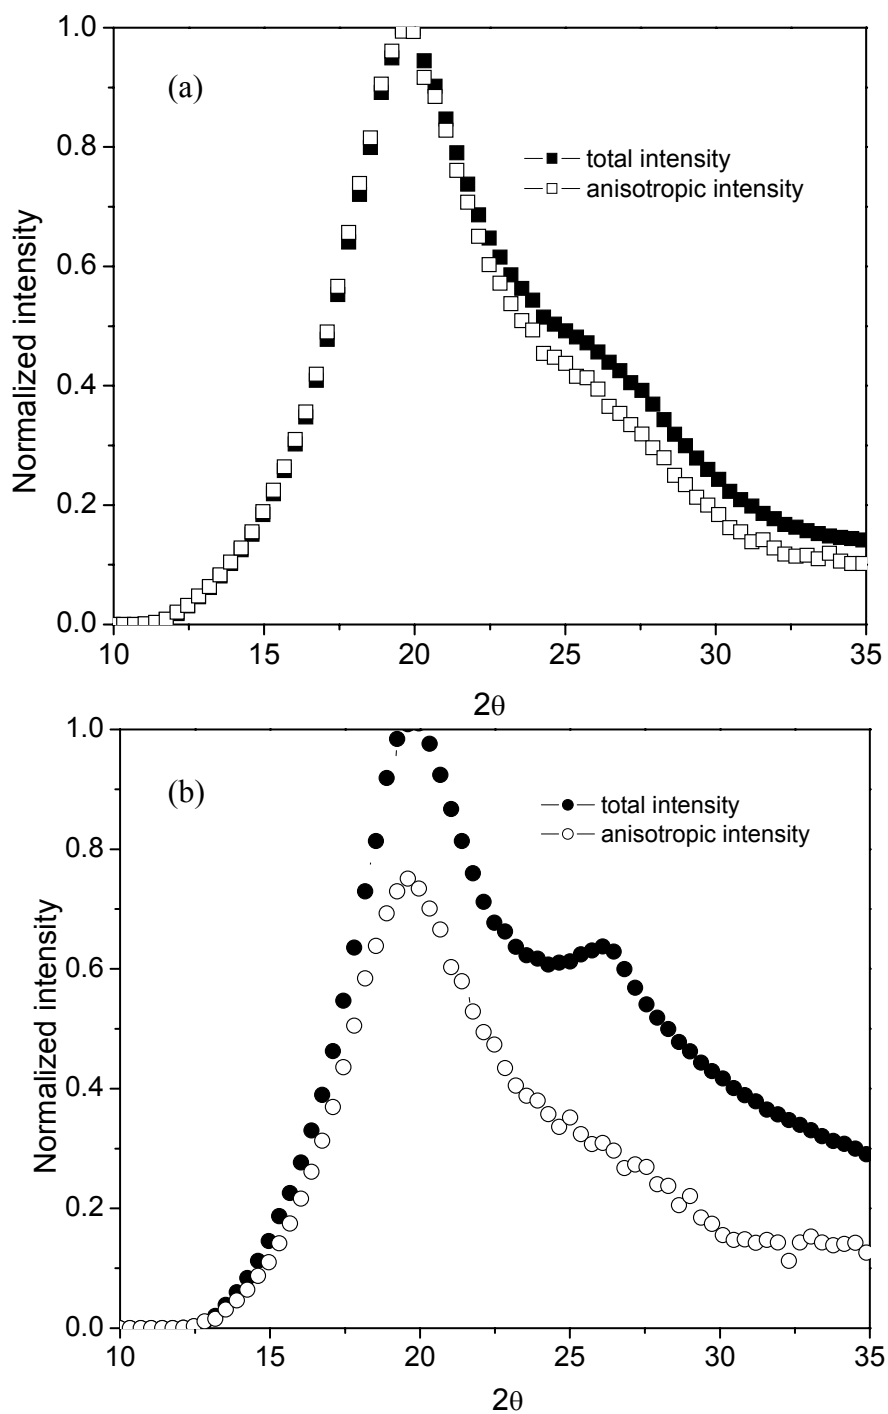 1.0
(a)
0.8
total intensity
anisotropic intensity
Normalized intensity
0.6
0.4
0.2
0.0
10 15 20 25 30 35
2θ
1.0
(b)
total intensity
anisotropic intensity
0.8
Normalized intensity
0.6
0.4
0.2
0.0
10 15 20 25 30 35
2θ